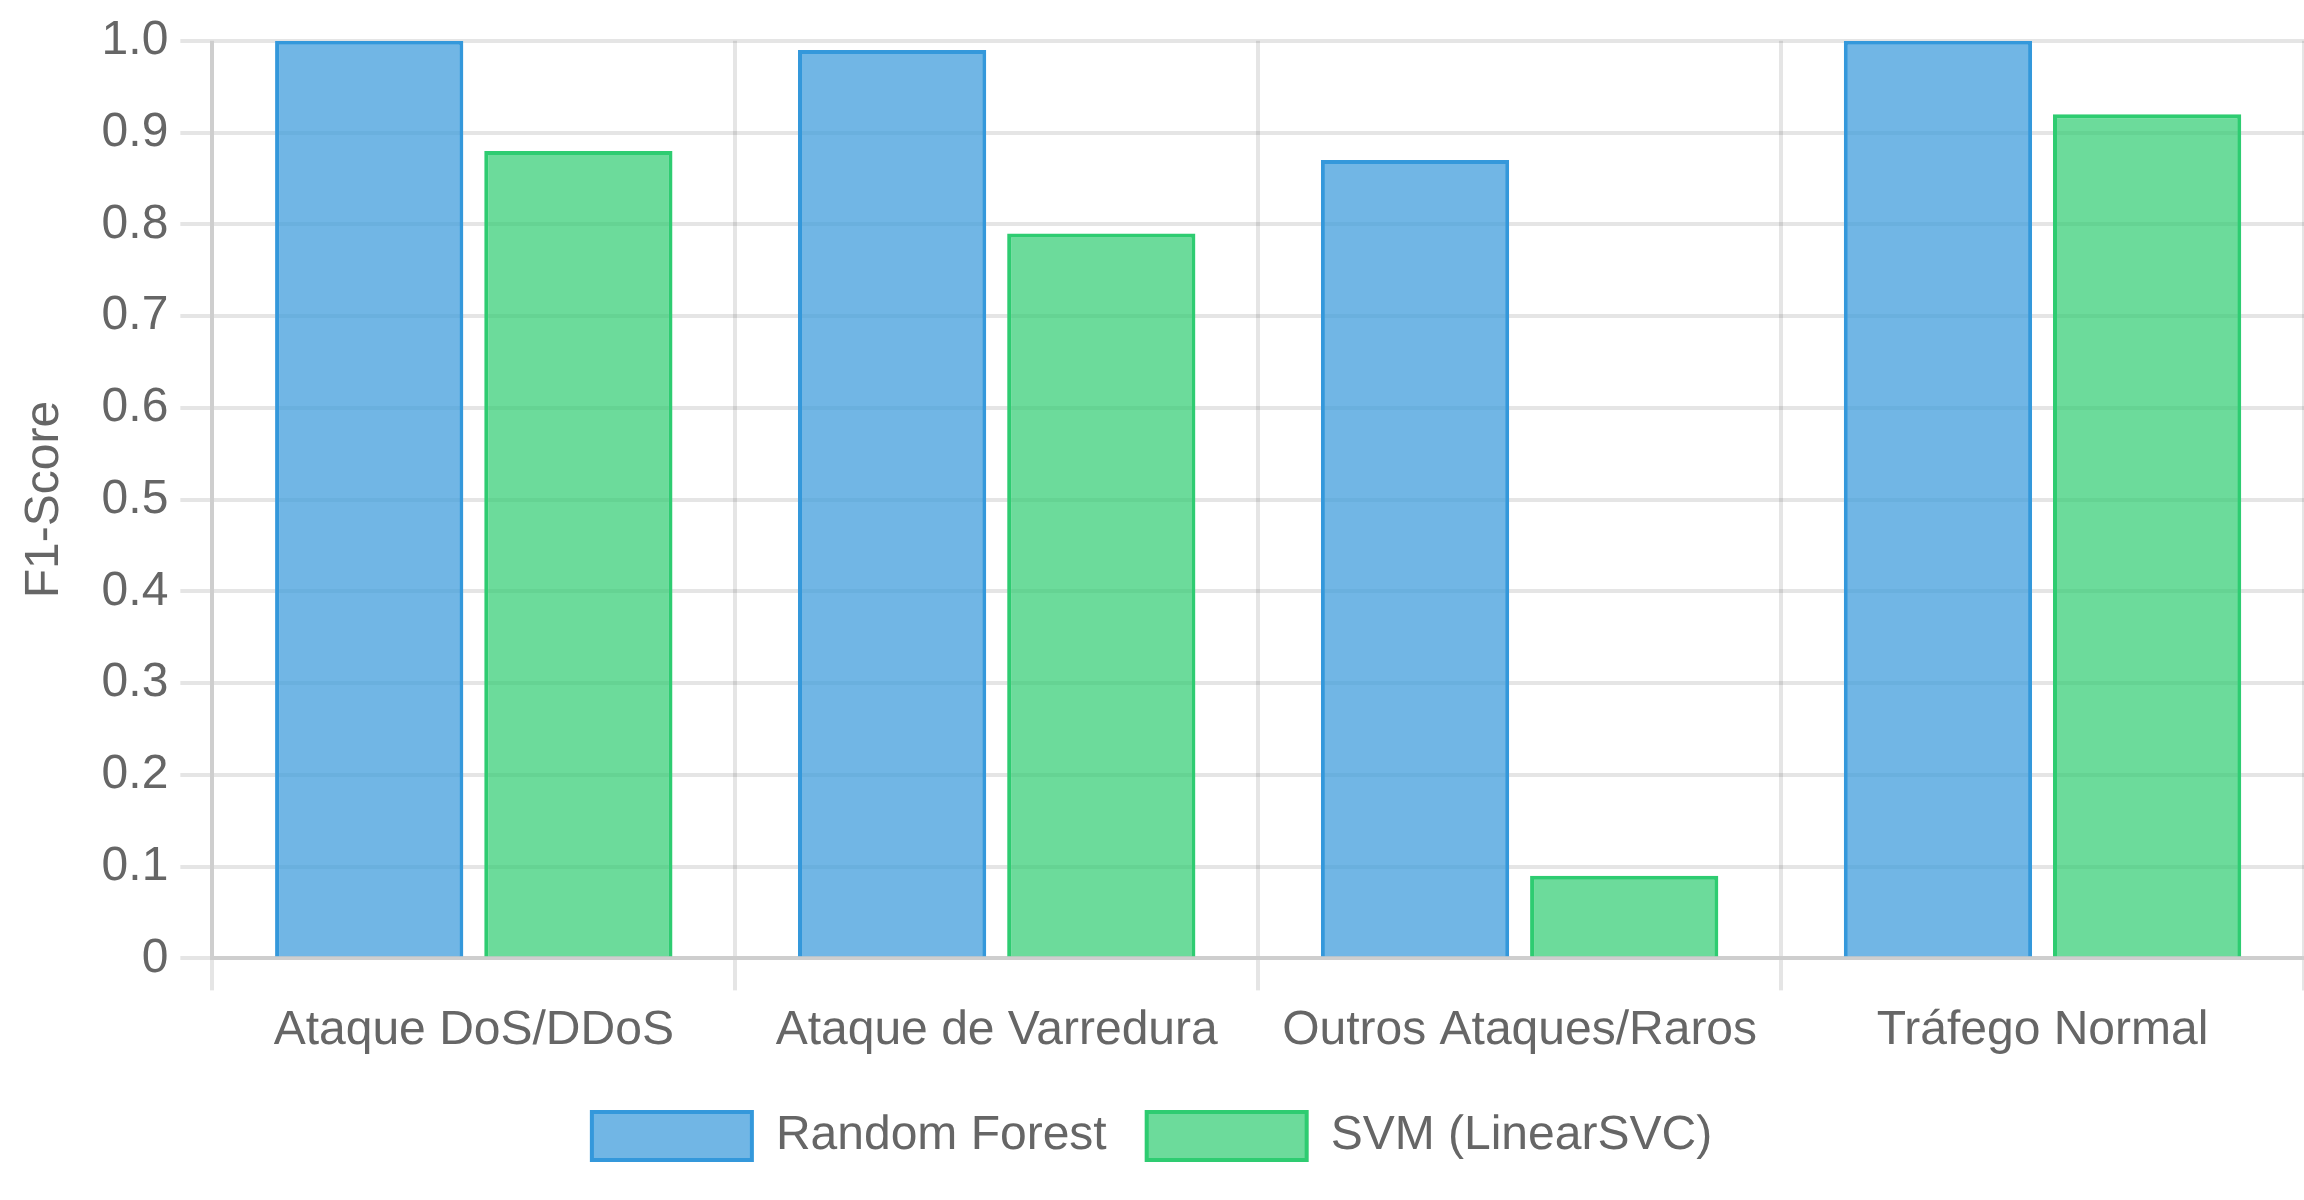 1.0
0.9
0.8
0.7
0.6
0.5
0.4
0.3
0.2
0.1
0
F1-Score
Ataque DoS/DDoS
Ataque de Varredura
Outros Ataques/Raros
Tráfego Normal
Random Forest
SVM (LinearSVC)